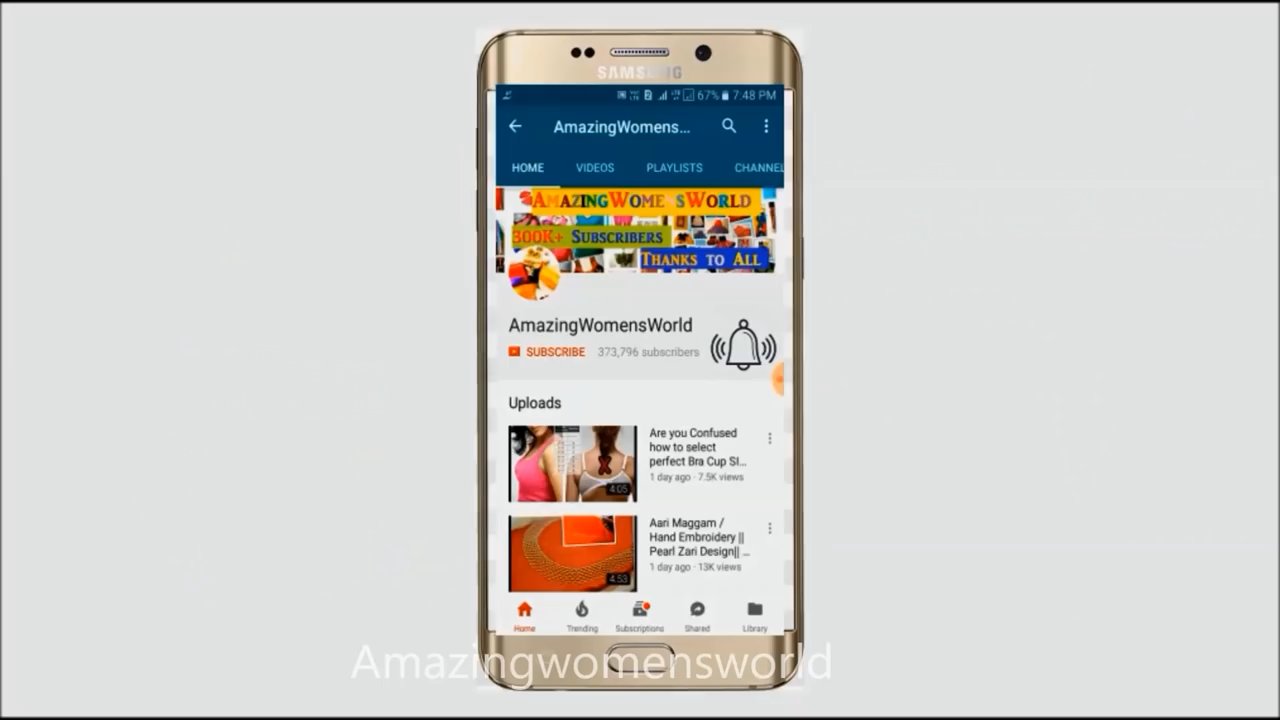 SAMSUNG
67% 7:48 PM
AmazingWomens...
HOME VIDEOS PLAYLISTS CHANNEL
AMAZINGWOMENSWORLD
300K+ SUBSCRIBERS
THANKS TO ALL
AmazingWomensWorld
SUBSCRIBE 373,796 subscribers
Uploads
Are you Confused
how to select
perfect Bra Cup SI...
1 day ago · 7.5K views
4:05
Aari Maggam /
Hand Embroidery ||
Pearl Zari Design|| ...
1 day ago · 13K views
4:53
Home Trending Subscriptions Shared Library
Amazingwomensworld